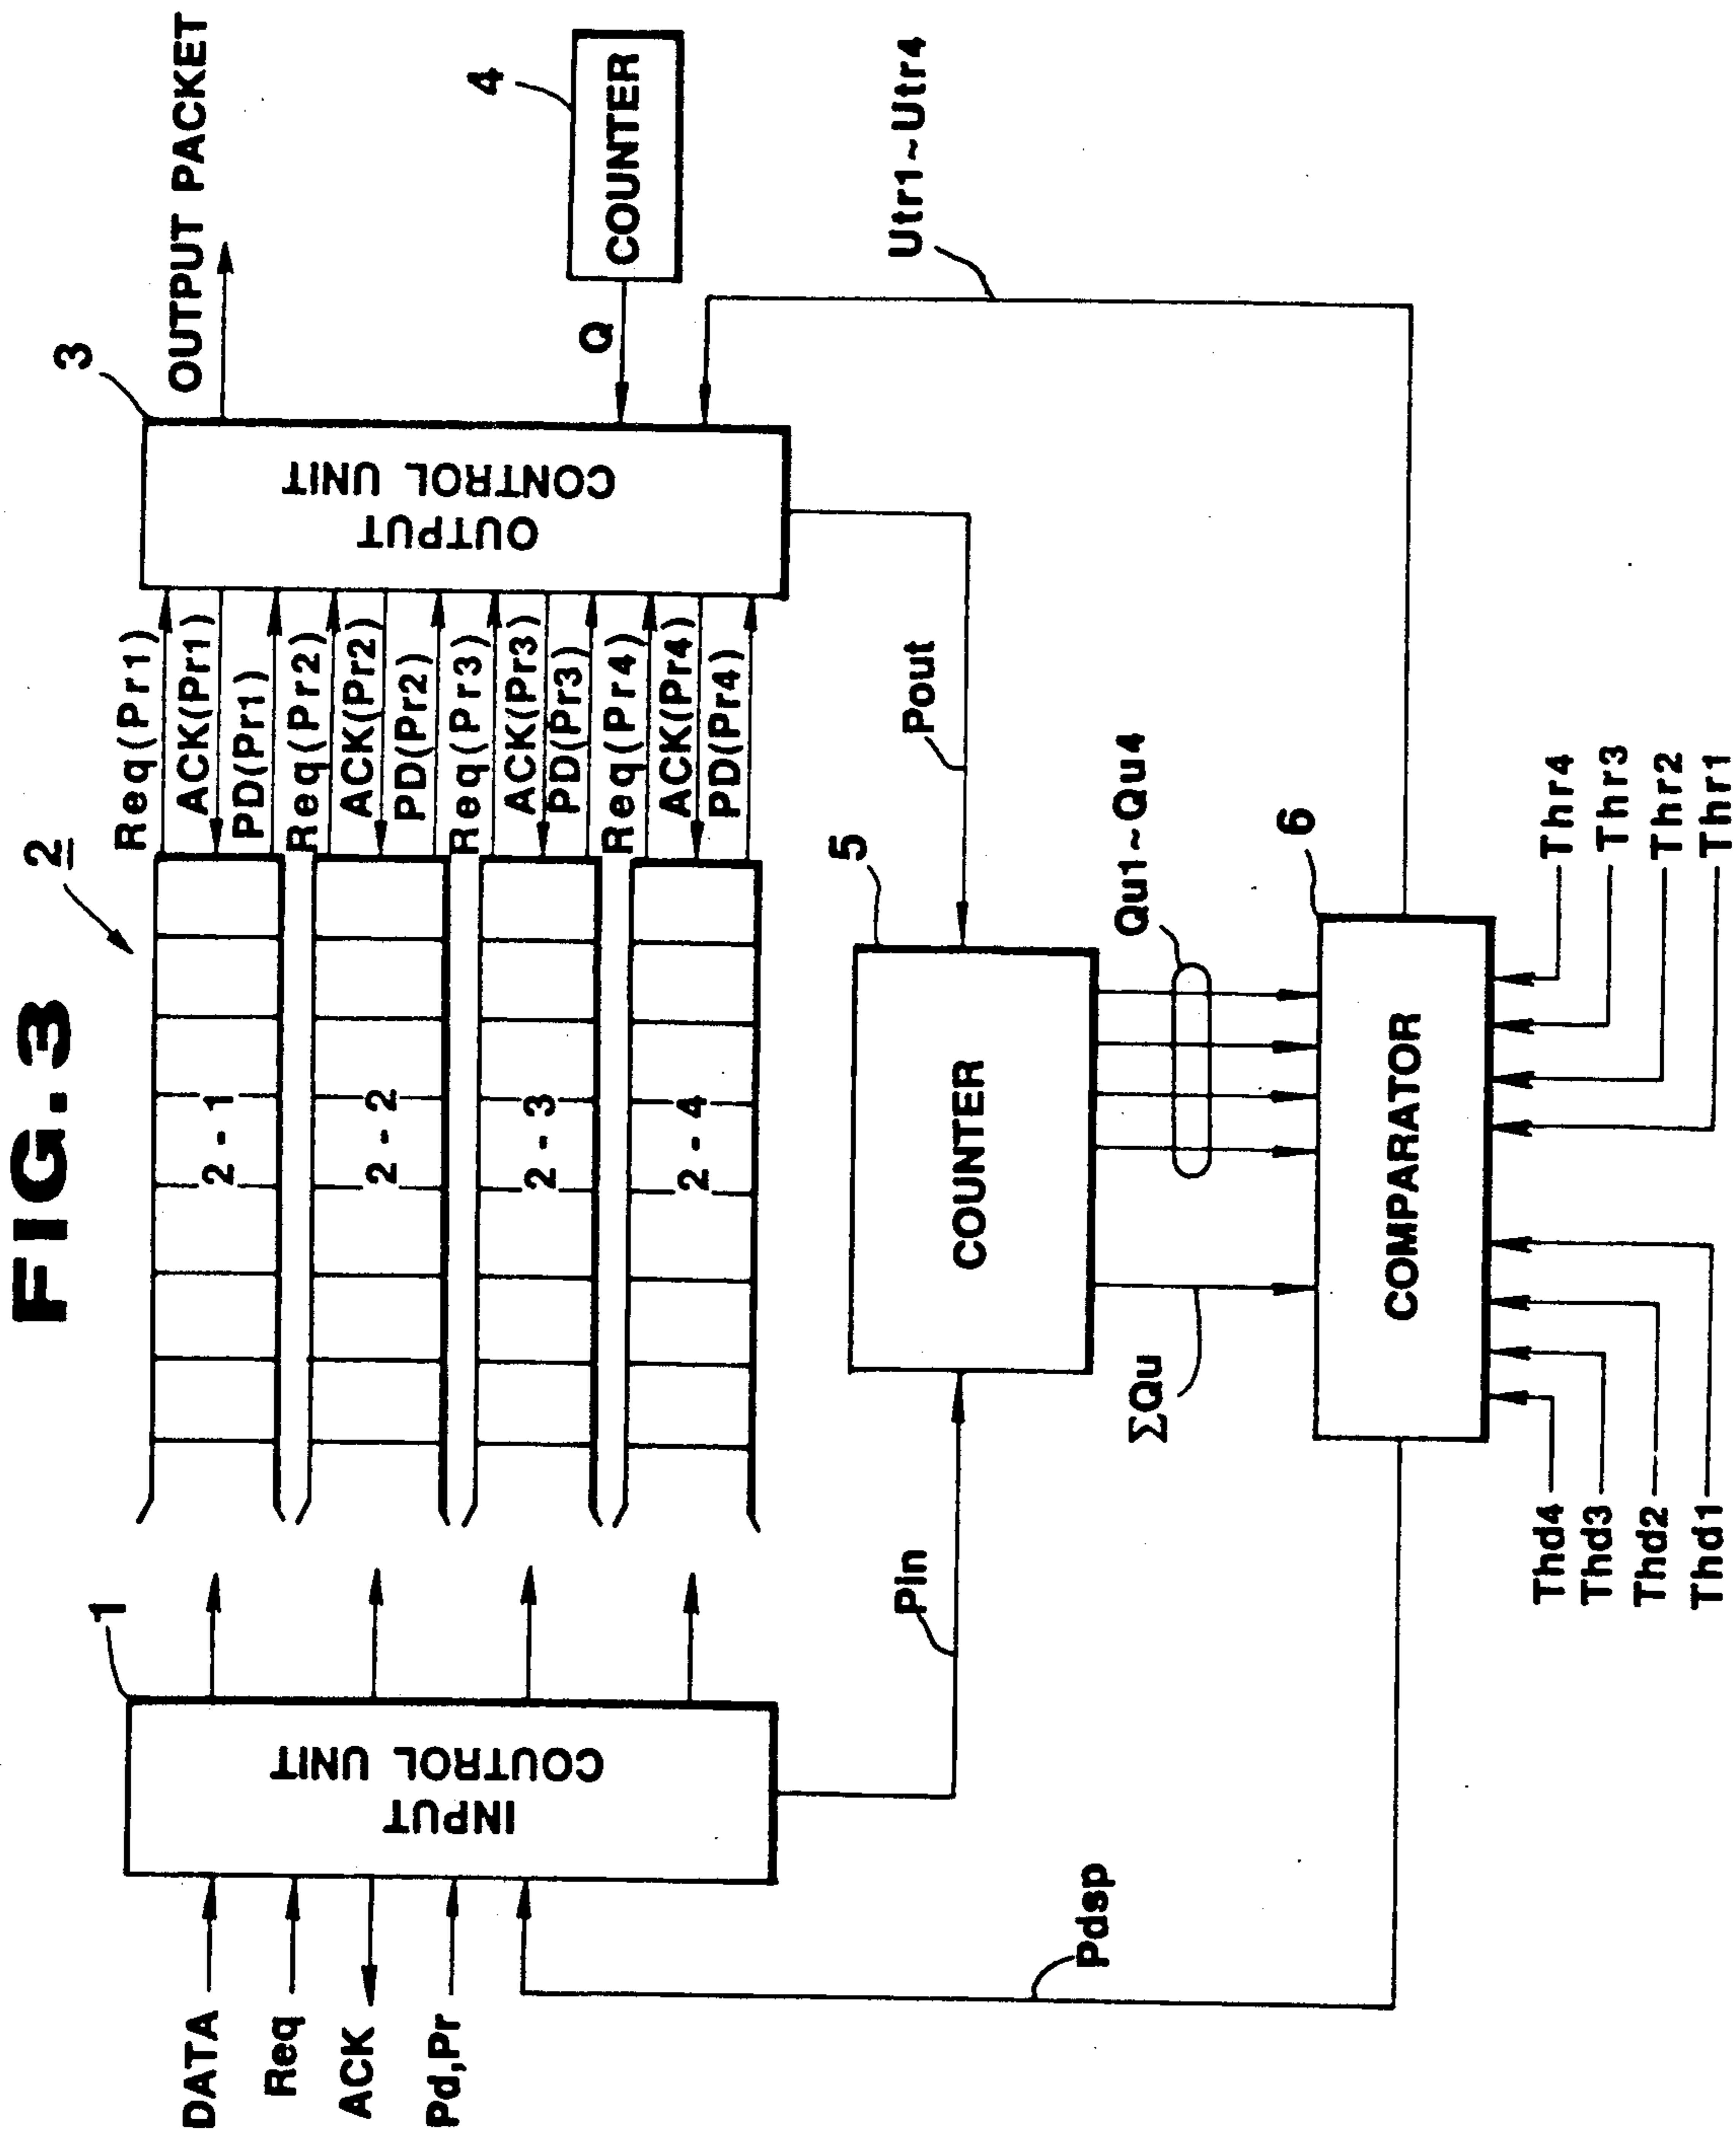 FIG. 3
2
1
3
OUTPUT PACKET
DATA
Req
ACK
Pd,Pr
INPUT
COUTROL UNIT
2 - 1
2 - 2
2 - 3
2 - 4
Req(Pr1)
ACK(Pr1)
PD(Pr1)
Req(Pr2)
ACK(Pr2)
PD(Pr2)
Req(Pr3)
ACK(Pr3)
PD(Pr3)
Req(Pr4)
ACK(Pr4)
PD(Pr4)
OUTPUT
CONTROL UNIT
4
COUNTER
Q
Utr1~Utr4
Pin
Pout
5
COUNTER
Pdsp
ΣQu
Qu1~Qu4
6
COMPARATOR
Thd4
Thd3
Thd2
Thd1
Thr4
Thr3
Thr2
Thr1